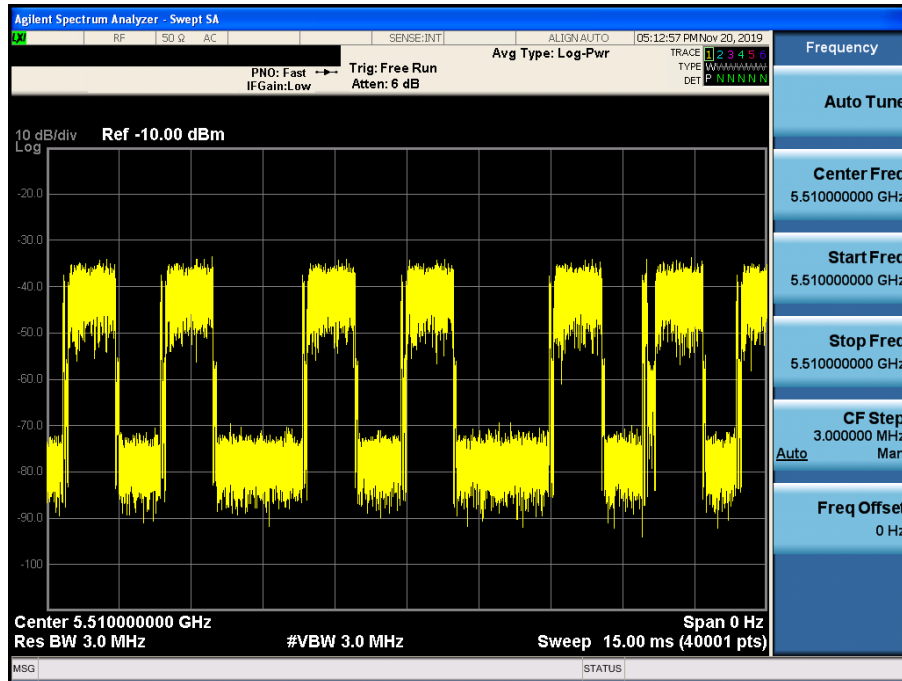 Agilent Spectrum Analyzer - Swept SA
LXI RF 50 Ω AC SENSE:INT ALIGN AUTO 05:12:57 PM Nov 20, 2019
PNO: Fast Trig: Free Run Avg Type: Log-Pwr TRACE 1 2 3 4 5 6
IFGain:Low Atten: 6 dB TYPE WWWWWW
DET P N N N N N
Frequency
Auto Tune
Center Freq
5.510000000 GHz
Start Freq
5.510000000 GHz
Stop Freq
5.510000000 GHz
CF Step
3.000000 MHz
Auto Man
Freq Offset
0 Hz
10 dB/div Ref -10.00 dBm
Log
-20.0
-30.0
-40.0
-50.0
-60.0
-70.0
-80.0
-90.0
-100
Center 5.510000000 GHz Span 0 Hz
Res BW 3.0 MHz #VBW 3.0 MHz Sweep 15.00 ms (40001 pts)
MSG STATUS